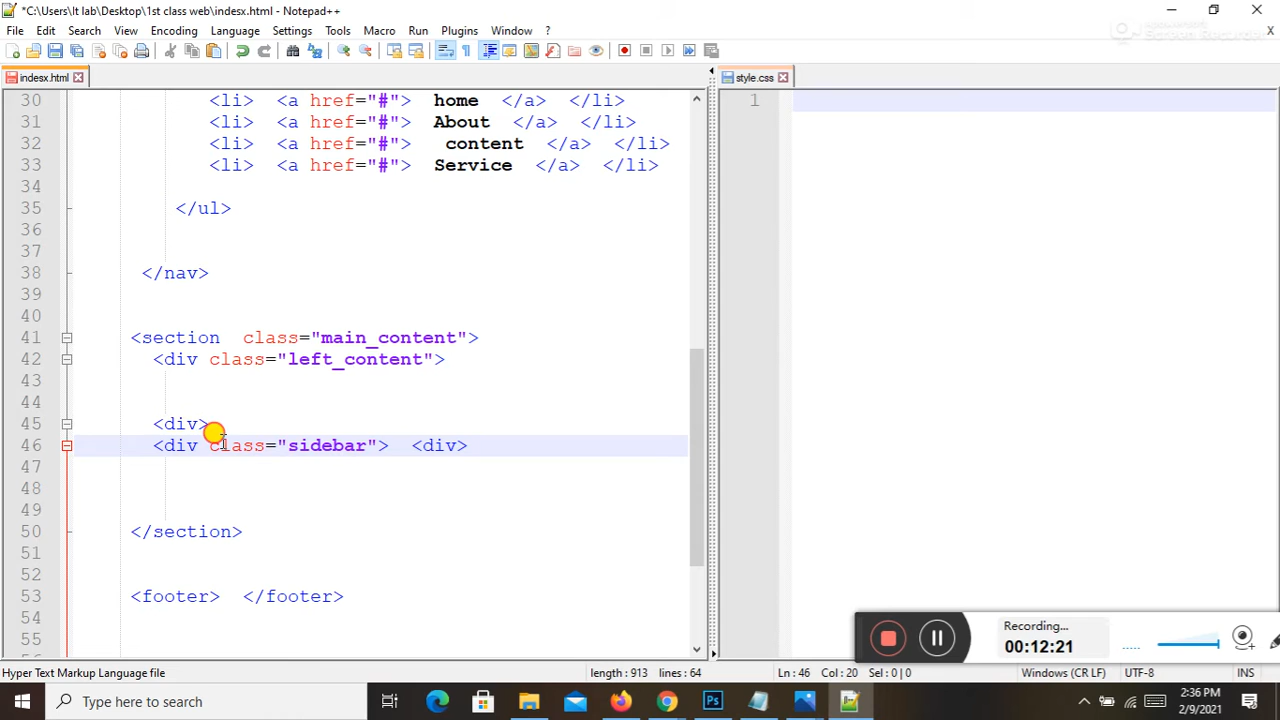 *C:\Users\It lab\Desktop\1st class web\indesx.html - Notepad++
File Edit Search View Encoding Language Settings Tools Macro Run Plugins Window ? X
indesx.html
style.css
30 <li> <a href="#"> home </a> </li>
31 <li> <a href="#"> About </a> </li>
32 <li> <a href="#"> content </a> </li>
33 <li> <a href="#"> Service </a> </li>
34
35 </ul>
36
37
38 </nav>
39
40
41 <section class="main_content">
42 <div class="left_content">
43
44
45 <div>
46 <div class="sidebar"> <div>
47
48
49
50 </section>
51
52
53 <footer> </footer>
54
55
1
Recording...
00:12:21
Hyper Text Markup Language file length : 913 lines : 64 Ln : 46 Col : 20 Sel : 0 | 0 Windows (CR LF) UTF-8 INS
Type here to search
2:36 PM
2/9/2021